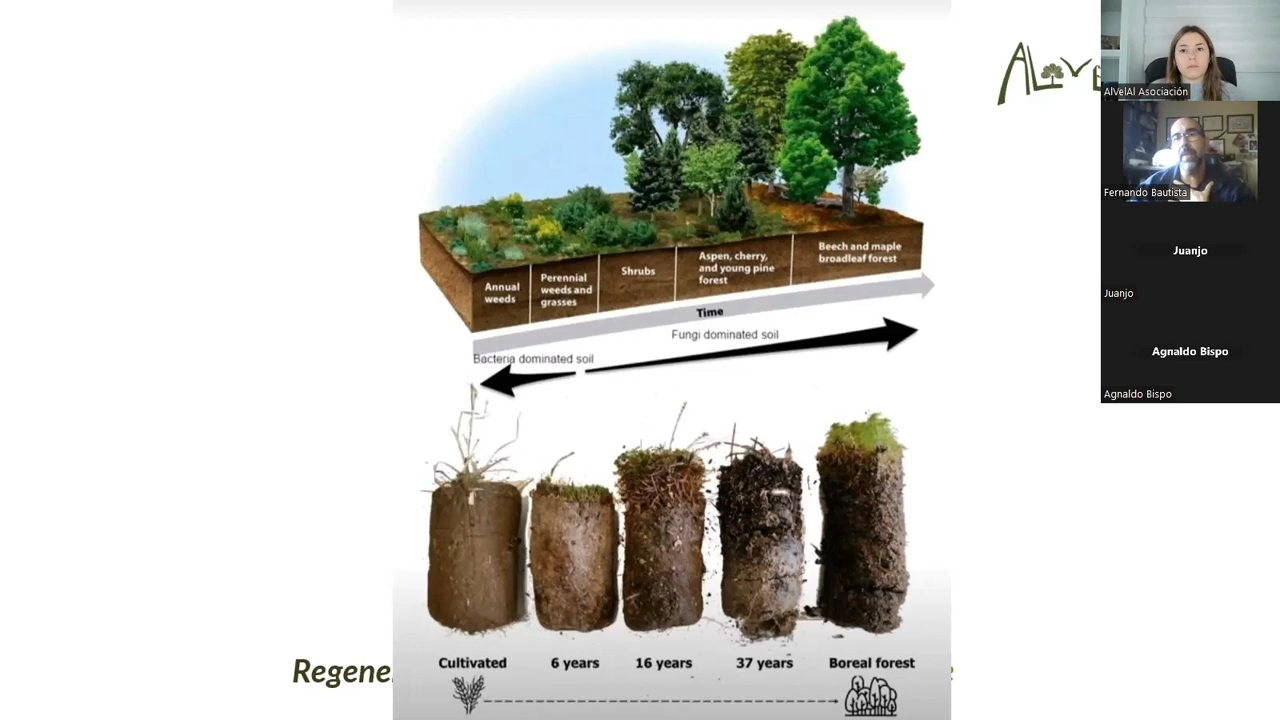 ALVE
AlVelAl Asociación
Fernando Bautista
Juanjo
Juanjo
Agnaldo Bispo
Agnaldo Bispo
Annual
weeds
Perennial
weeds and
grasses
Shrubs
Aspen, cherry,
and young pine
forest
Beech and maple
broadleaf forest
Time
Fungi dominated soil
Bacteria dominated soil
Cultivated
6 years
16 years
37 years
Boreal forest
Regene